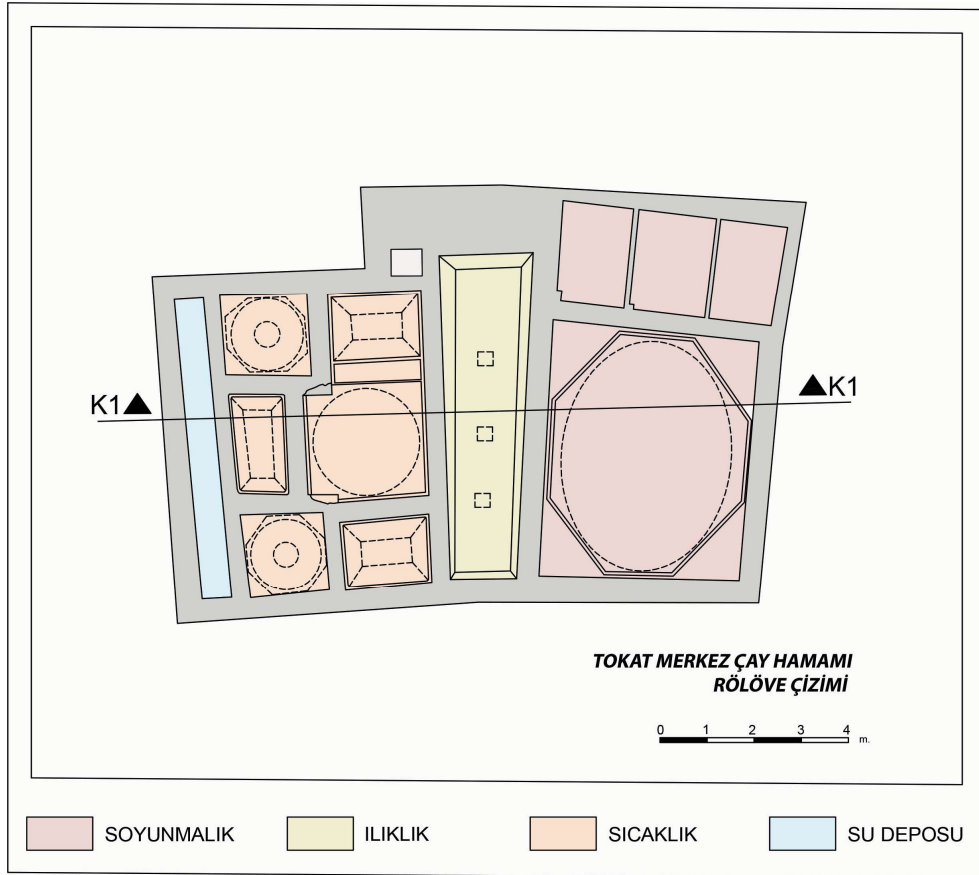 K1
K1
TOKAT MERKEZ ÇAY HAMAMI
RÖLÖVE ÇİZİMİ
0 1 2 3 4 m.
SOYUNMALIK
ILIKLIK
SICAKLIK
SU DEPOSU